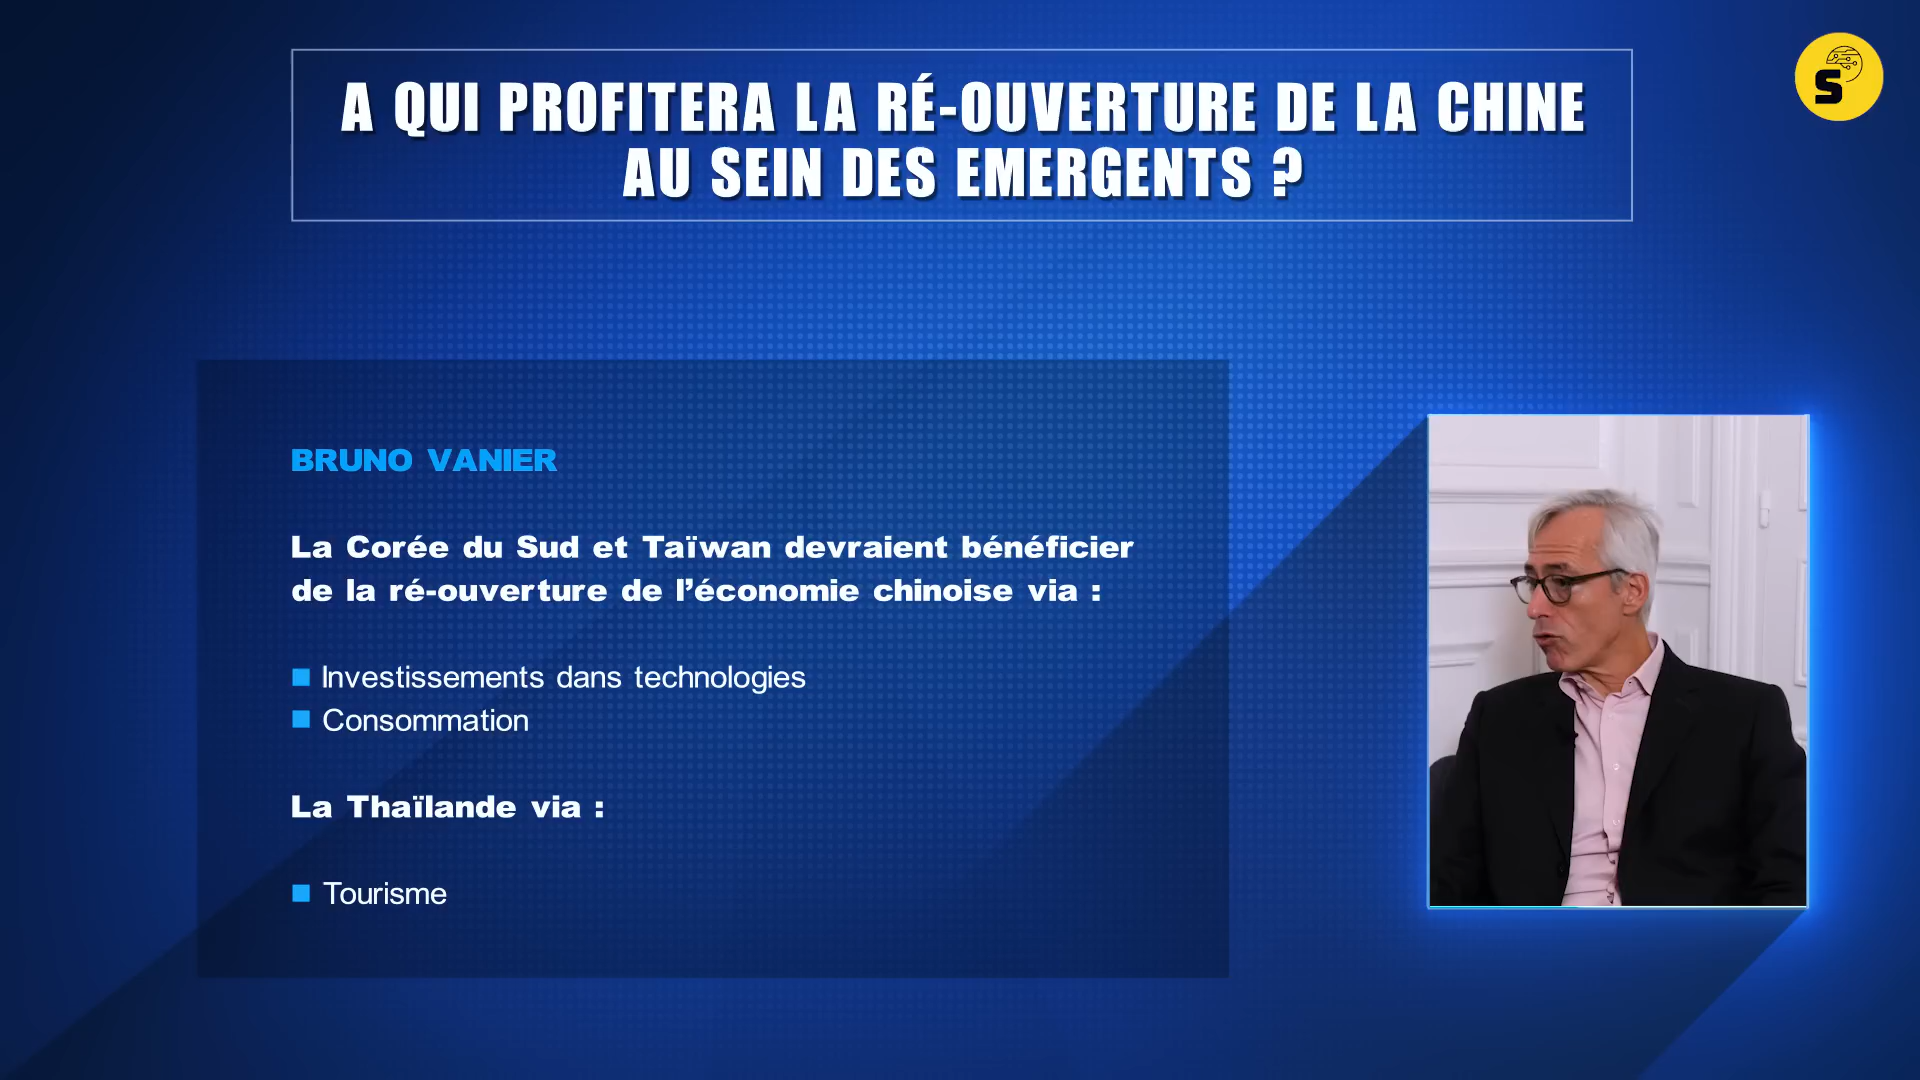 A QUI PROFITERA LA RÉ-OUVERTURE DE LA CHINE
AU SEIN DES EMERGENTS ?
S
BRUNO VANIER
La Corée du Sud et Taïwan devraient bénéficier
de la ré-ouverture de l’économie chinoise via :
Investissements dans technologies
Consommation
La Thaïlande via :
Tourisme